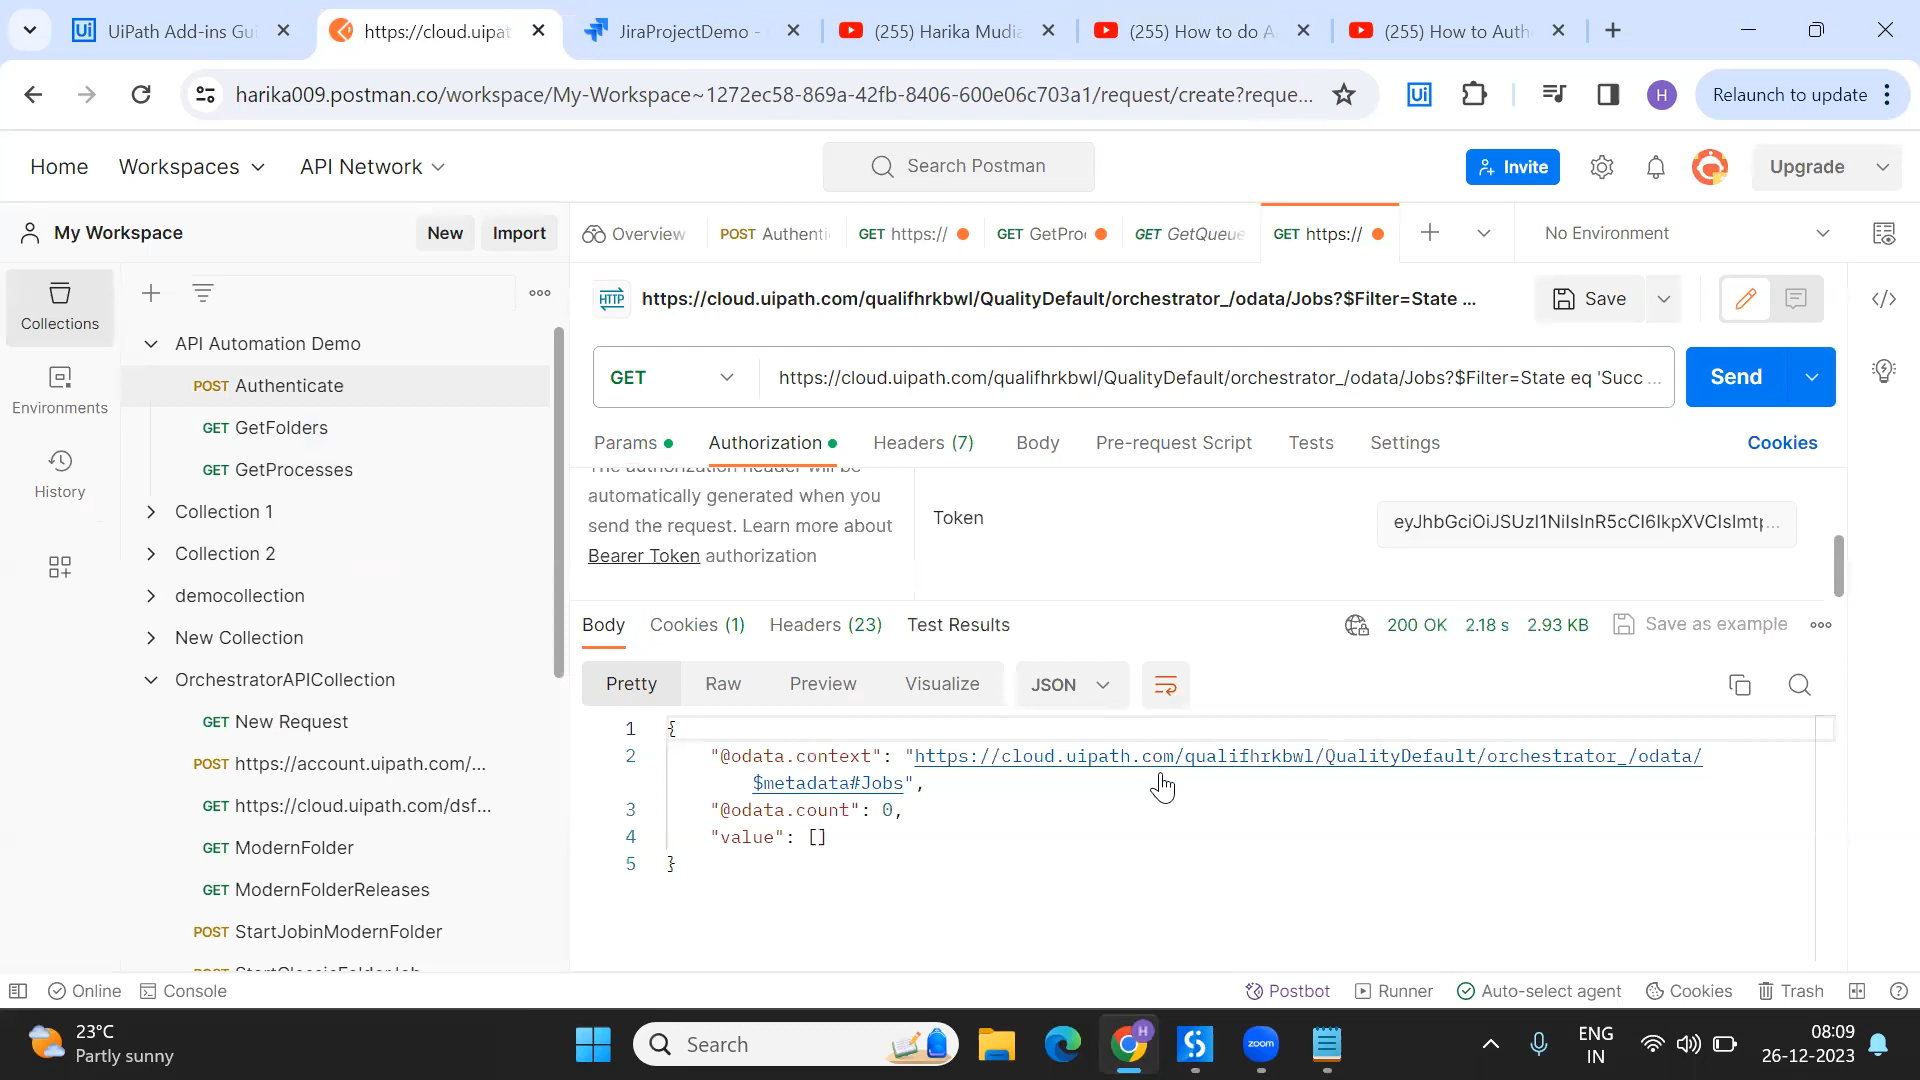 UiPath Add-ins Gui
https://cloud.uipat
JiraProjectDemo -
(255) Harika Mudia
(255) How to do A
(255) How to Auth
harika009.postman.co/workspace/My-Workspace~1272ec58-869a-42fb-8406-600e06c703a1/request/create?reque...
Ui
H
Relaunch to update
Home
Workspaces
API Network
Search Postman
Invite
Upgrade
My Workspace
New
Import
Overview
POST Authenti
GET https://
GET GetPro
GET GetQueue
GET https://
No Environment
Collections
Environments
History
API Automation Demo
POST Authenticate
GET GetFolders
GET GetProcesses
Collection 1
Collection 2
democollection
New Collection
OrchestratorAPICollection
GET New Request
POST https://account.uipath.com/...
GET https://cloud.uipath.com/dsf...
GET ModernFolder
GET ModernFolderReleases
POST StartJobinModernFolder
HTTP
https://cloud.uipath.com/qualifhrkbwl/QualityDefault/orchestrator_/odata/Jobs?$Filter=State ...
Save
GET
https://cloud.uipath.com/qualifhrkbwl/QualityDefault/orchestrator_/odata/Jobs?$Filter=State eq 'Succ ...
Send
Params
Authorization
Headers (7)
Body
Pre-request Script
Tests
Settings
Cookies
The authorization header will be
automatically generated when you
send the request. Learn more about
Bearer Token authorization
Token
eyJhbGciOiJSUzI1NiIsInR5cCI6IkpXVCIsImtp...
Body
Cookies (1)
Headers (23)
Test Results
200 OK
2.18 s
2.93 KB
Save as example
Pretty
Raw
Preview
Visualize
JSON
1 {
2 "@odata.context": "https://cloud.uipath.com/qualifhrkbwl/QualityDefault/orchestrator_/odata/
$metadata#Jobs",
3 "@odata.count": 0,
4 "value": []
5 }
Online
Console
Postbot
Runner
Auto-select agent
Cookies
Trash
23°C
Partly sunny
Search
zoom
H
ENG
IN
08:09
26-12-2023